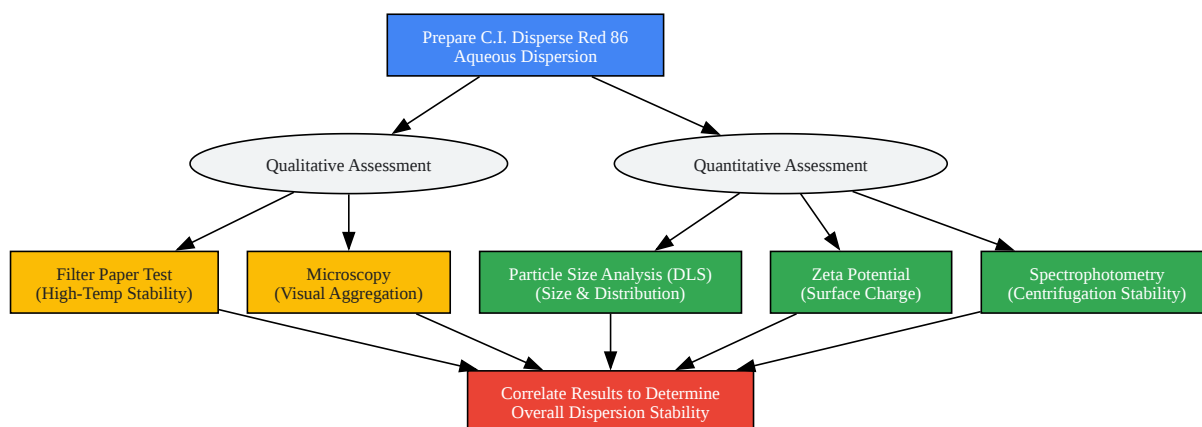 Prepare C.I. Disperse Red 86
Aqueous Dispersion
Qualitative Assessment
Quantitative Assessment
Filter Paper Test
(High-Temp Stability)
Microscopy
(Visual Aggregation)
Particle Size Analysis (DLS)
(Size & Distribution)
Zeta Potential
(Surface Charge)
Spectrophotometry
(Centrifugation Stability)
Correlate Results to Determine
Overall Dispersion Stability